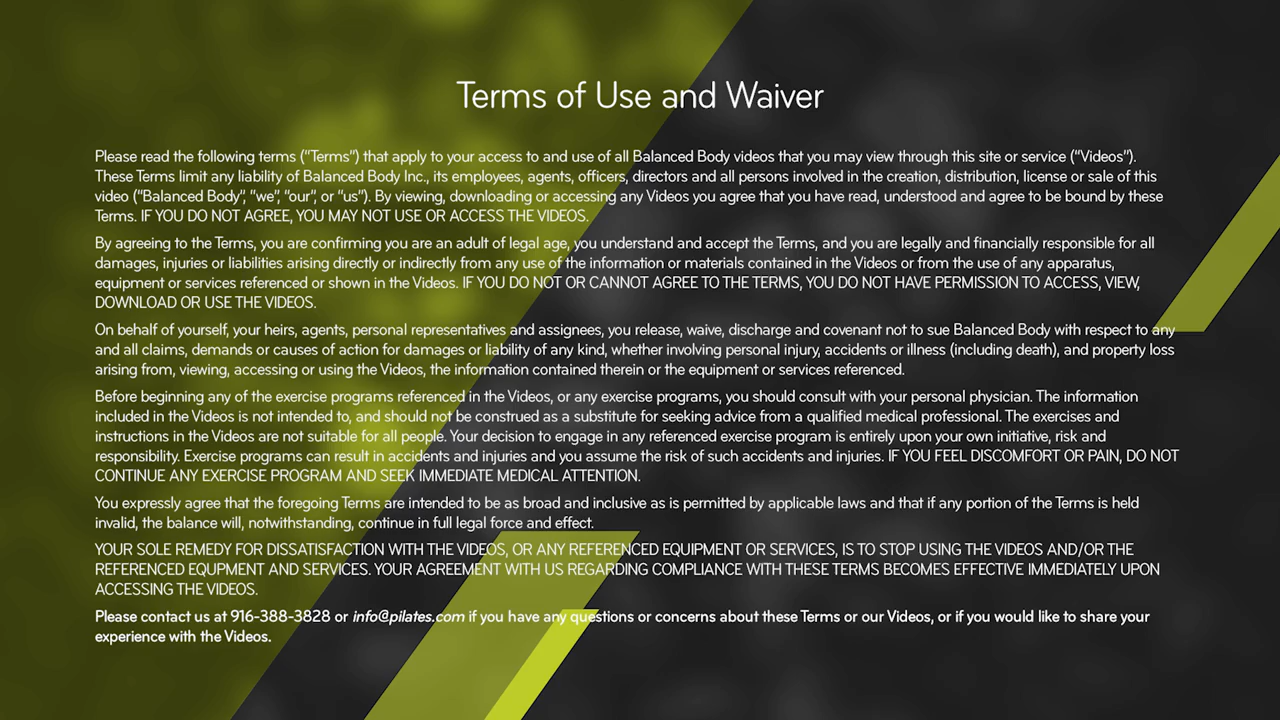 Terms of Use and Waiver
Please read the following terms (“Terms”) that apply to your access to and use of all Balanced Body videos that you may view through this site or service (“Videos”).
These Terms limit any liability of Balanced Body Inc., its employees, agents, officers, directors and all persons involved in the creation, distribution, license or sale of this
video (“Balanced Body”, “we”, “our”, or “us”). By viewing, downloading or accessing any Videos you agree that you have read, understood and agree to be bound by these
Terms. IF YOU DO NOT AGREE, YOU MAY NOT USE OR ACCESS THE VIDEOS.
By agreeing to the Terms, you are confirming you are an adult of legal age, you understand and accept the Terms, and you are legally and financially responsible for all
damages, injuries or liabilities arising directly or indirectly from any use of the information or materials contained in the Videos or from the use of any apparatus,
equipment or services referenced or shown in the Videos. IF YOU DO NOT OR CANNOT AGREE TO THE TERMS, YOU DO NOT HAVE PERMISSION TO ACCESS, VIEW,
DOWNLOAD OR USE THE VIDEOS.
On behalf of yourself, your heirs, agents, personal representatives and assignees, you release, waive, discharge and covenant not to sue Balanced Body with respect to any
and all claims, demands or causes of action for damages or liability of any kind, whether involving personal injury, accidents or illness (including death), and property loss
arising from, viewing, accessing or using the Videos, the information contained therein or the equipment or services referenced.
Before beginning any of the exercise programs referenced in the Videos, or any exercise programs, you should consult with your personal physician. The information
included in the Videos is not intended to, and should not be construed as a substitute for seeking advice from a qualified medical professional. The exercises and
instructions in the Videos are not suitable for all people. Your decision to engage in any referenced exercise program is entirely upon your own initiative, risk and
responsibility. Exercise programs can result in accidents and injuries and you assume the risk of such accidents and injuries. IF YOU FEEL DISCOMFORT OR PAIN, DO NOT
CONTINUE ANY EXERCISE PROGRAM AND SEEK IMMEDIATE MEDICAL ATTENTION.
You expressly agree that the foregoing Terms are intended to be as broad and inclusive as is permitted by applicable laws and that if any portion of the Terms is held
invalid, the balance will, notwithstanding, continue in full legal force and effect.
YOUR SOLE REMEDY FOR DISSATISFACTION WITH THE VIDEOS, OR ANY REFERENCED EQUIPMENT OR SERVICES, IS TO STOP USING THE VIDEOS AND/OR THE
REFERENCED EQUPMENT AND SERVICES. YOUR AGREEMENT WITH US REGARDING COMPLIANCE WITH THESE TERMS BECOMES EFFECTIVE IMMEDIATELY UPON
ACCESSING THE VIDEOS.
Please contact us at 916-388-3828 or info@pilates.com if you have any questions or concerns about these Terms or our Videos, or if you would like to share your
experience with the Videos.